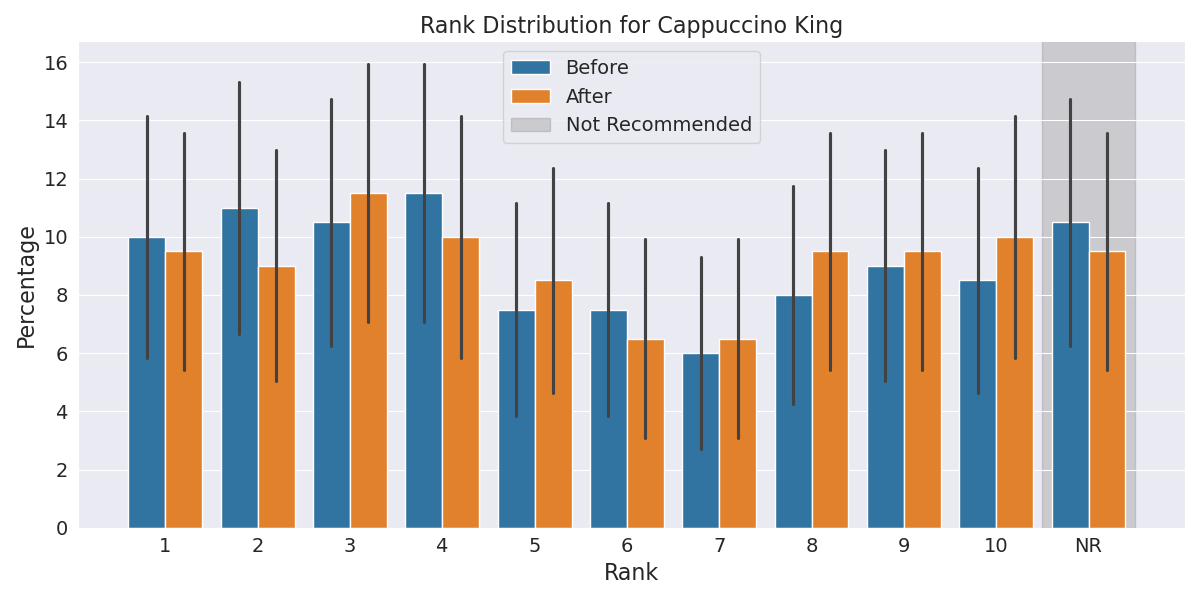 Rank Distribution for Cappuccino King
Before
After
Not Recommended
Percentage
16
14
12
10
8
6
4
2
0
1 2 3 4 5 6 7 8 9 10 NR
Rank